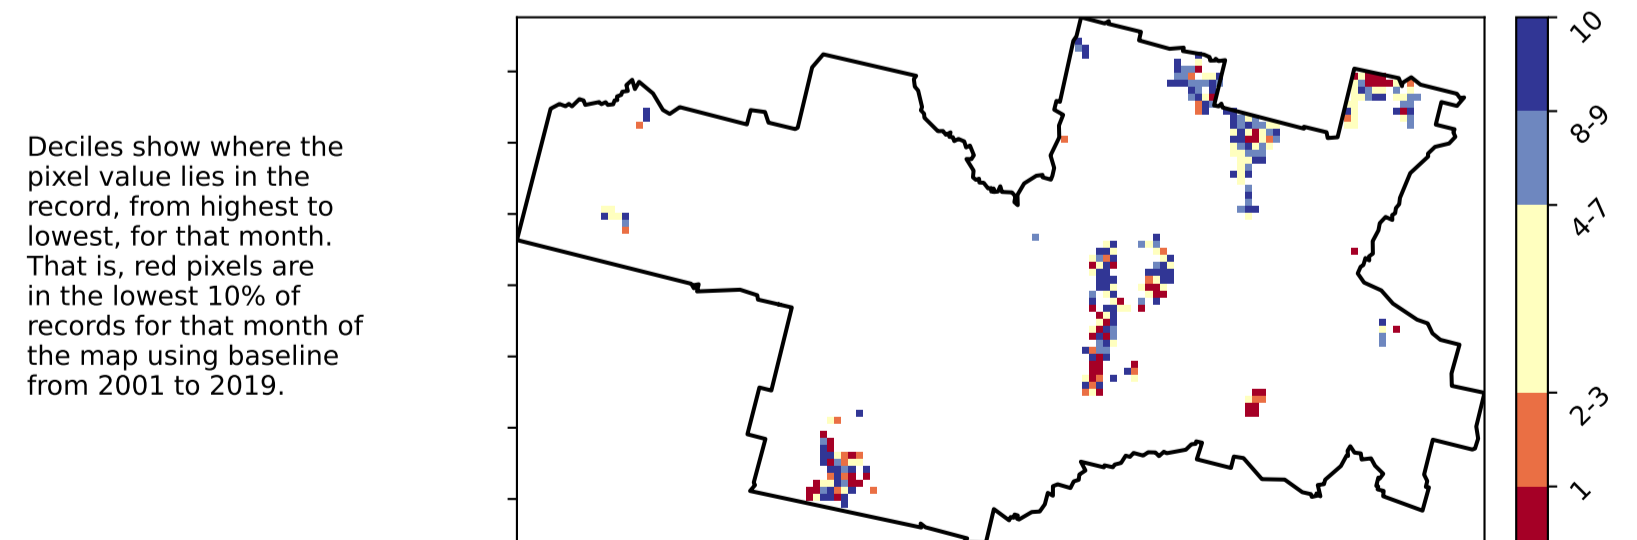 Deciles show where the
pixel value lies in the
record, from highest to
lowest, for that month.
That is, red pixels are
in the lowest 10% of
records for that month of
the map using baseline
from 2001 to 2019.
10
8-9
4-7
2-3
1